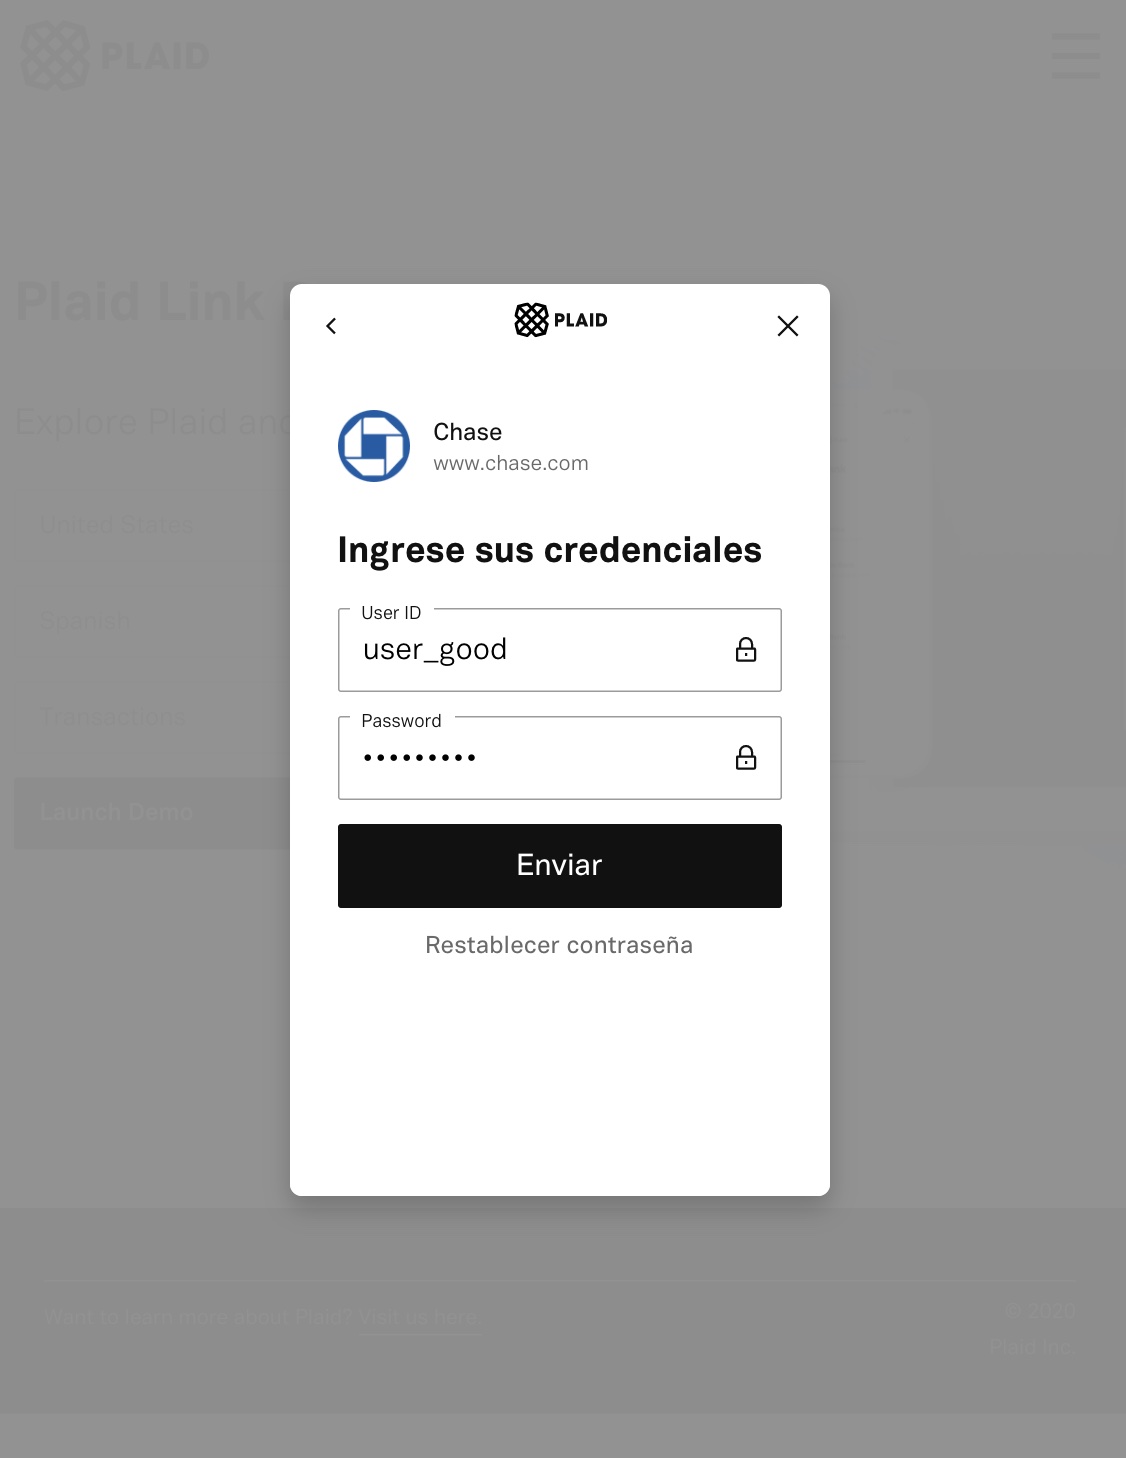 PLAID
Plaid Link
Explore Plaid and
United States
Spanish
Transactions
Launch Demo
PLAID
Chase
www.chase.com
Ingrese sus credenciales
User ID
user_good
Password
•••••••••
Enviar
Restablecer contraseña
Want to learn more about Plaid? Visit us here.
© 2020
Plaid Inc.